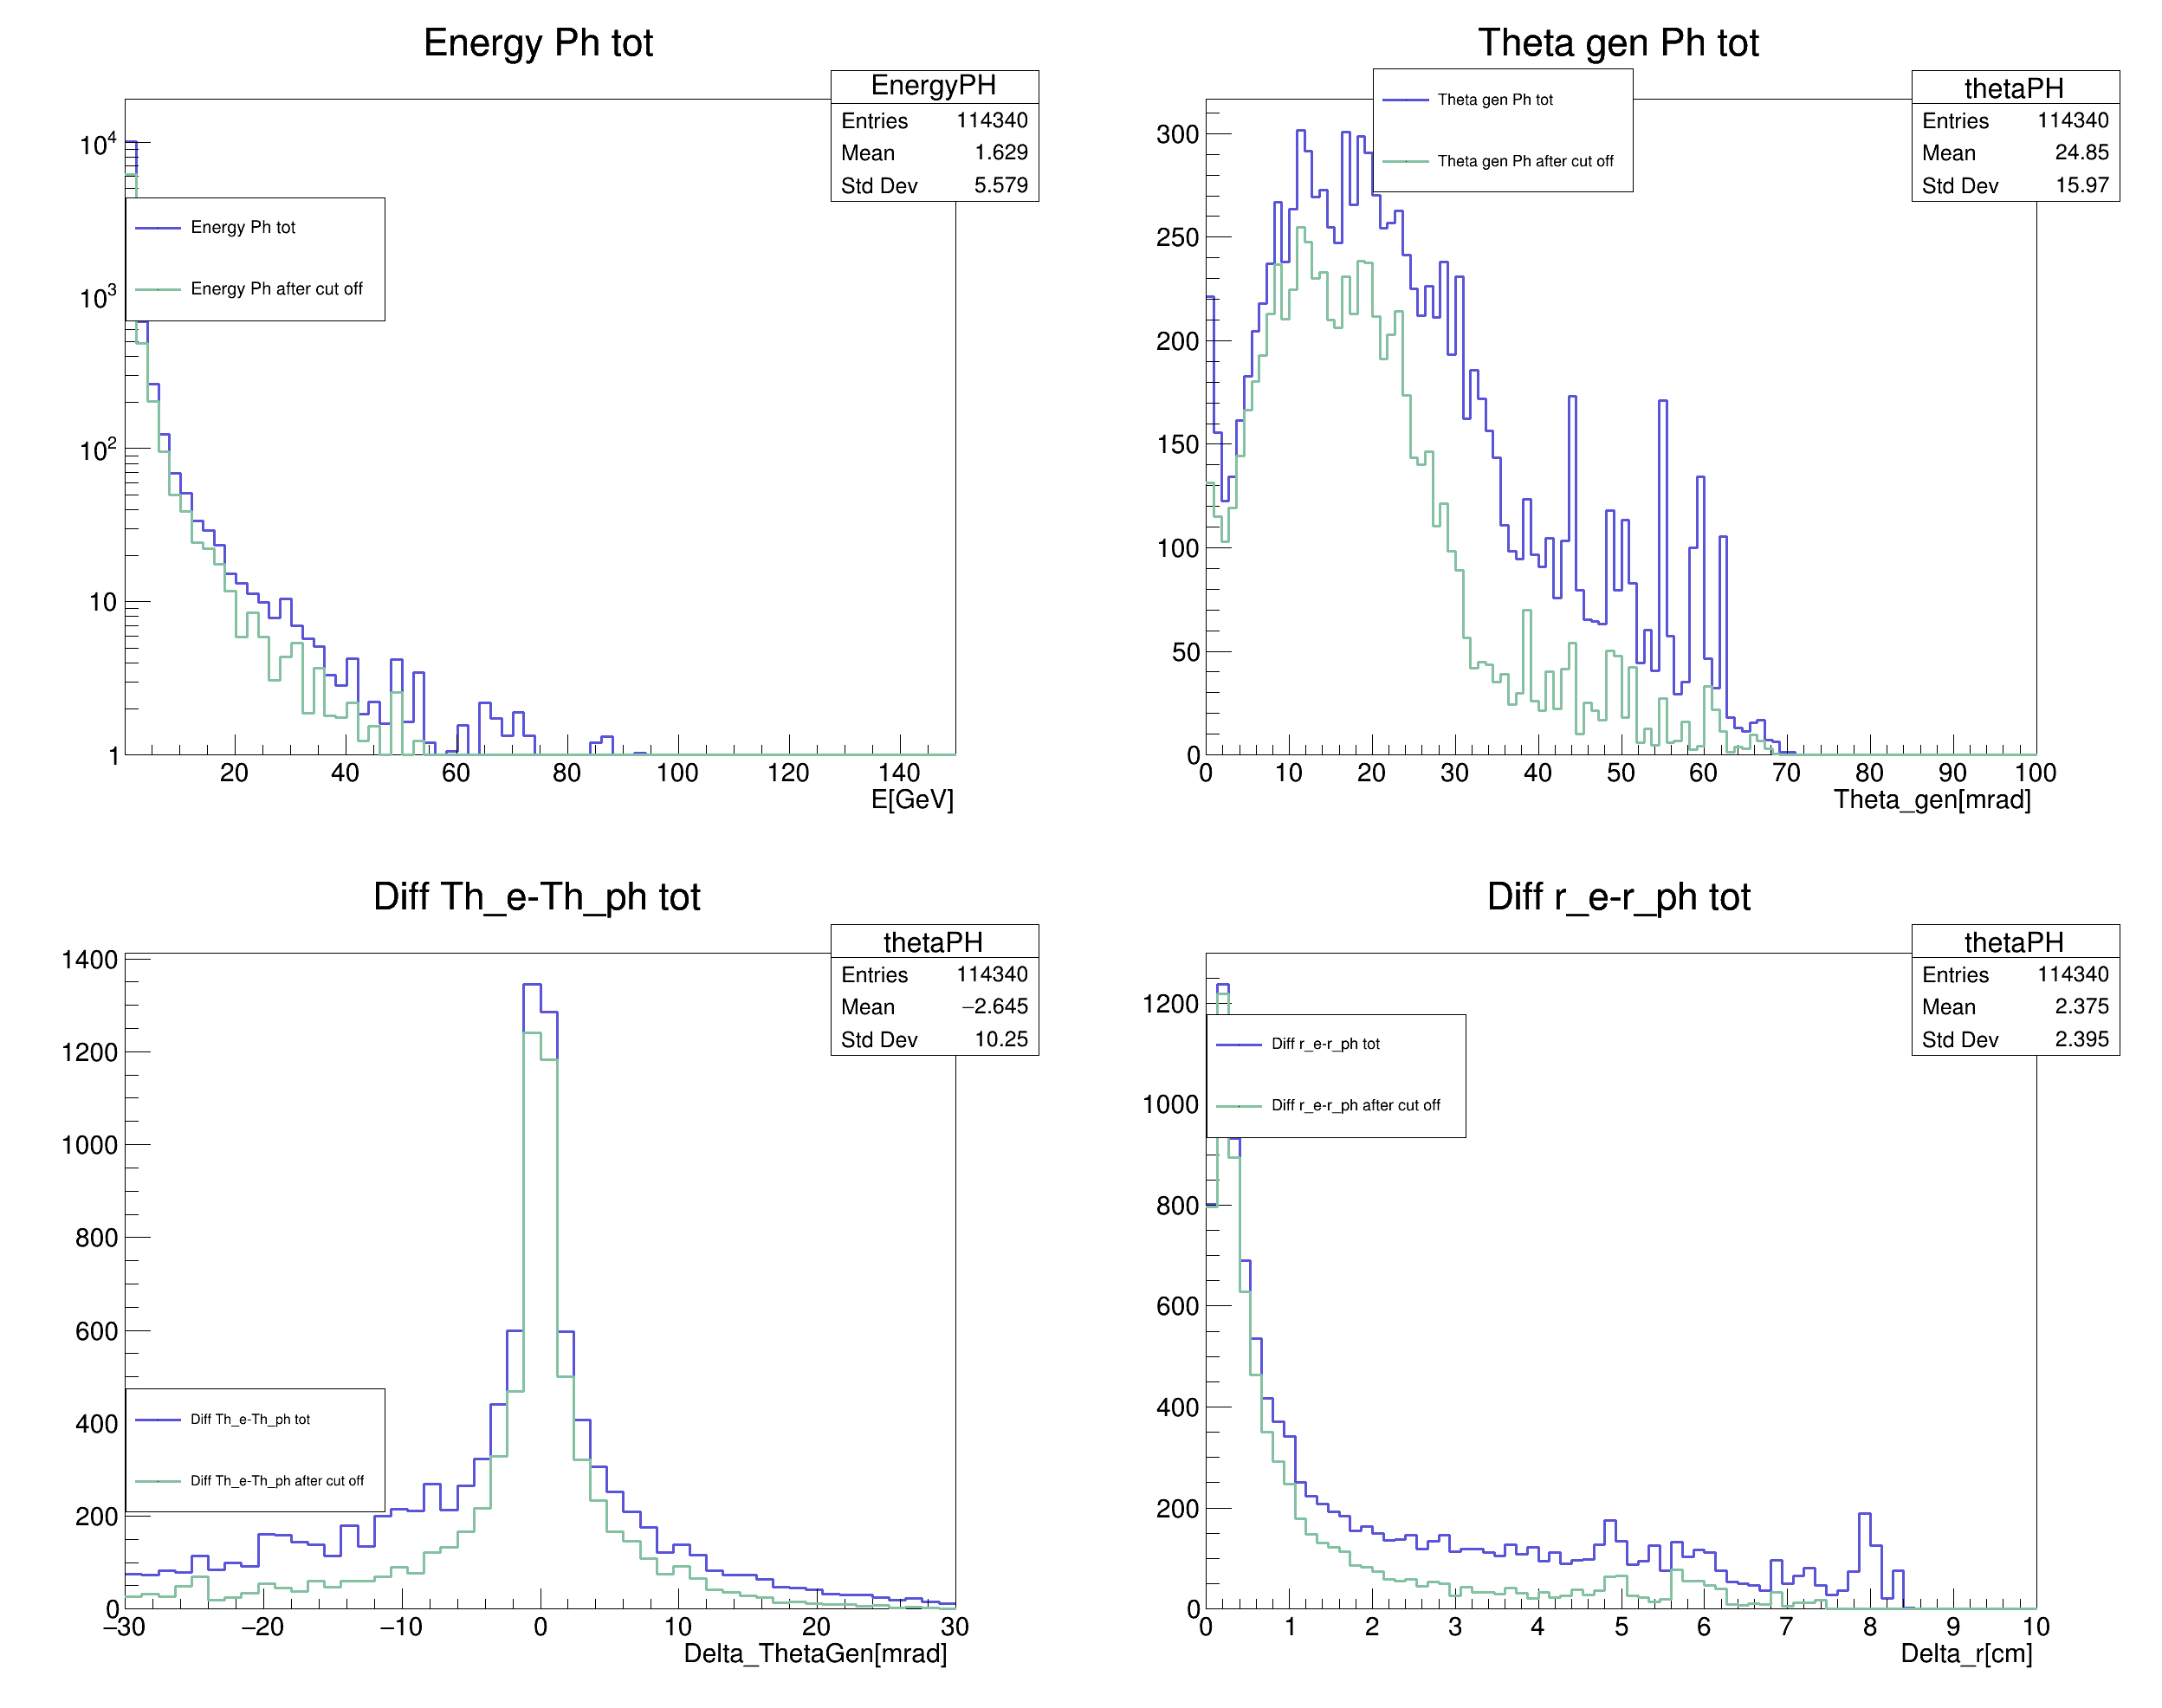 Energy Ph tot
EnergyPH
Entries 114340
Mean 1.629
Std Dev 5.579
Energy Ph tot
Energy Ph after cut off
10^4
10^3
10^2
10
1
20 40 60 80 100 120 140
E[GeV]
Theta gen Ph tot
thetaPH
Entries 114340
Mean 24.85
Std Dev 15.97
Theta gen Ph tot
Theta gen Ph after cut off
300
250
200
150
100
50
0
0 10 20 30 40 50 60 70 80 90 100
Theta_gen[mrad]
Diff Th_e-Th_ph tot
thetaPH
Entries 114340
Mean −2.645
Std Dev 10.25
Diff Th_e-Th_ph tot
Diff Th_e-Th_ph after cut off
1400
1200
1000
800
600
400
200
0
−30 −20 −10 0 10 20 30
Delta_ThetaGen[mrad]
Diff r_e-r_ph tot
thetaPH
Entries 114340
Mean 2.375
Std Dev 2.395
Diff r_e-r_ph tot
Diff r_e-r_ph after cut off
1200
1000
800
600
400
200
0
0 1 2 3 4 5 6 7 8 9 10
Delta_r[cm]